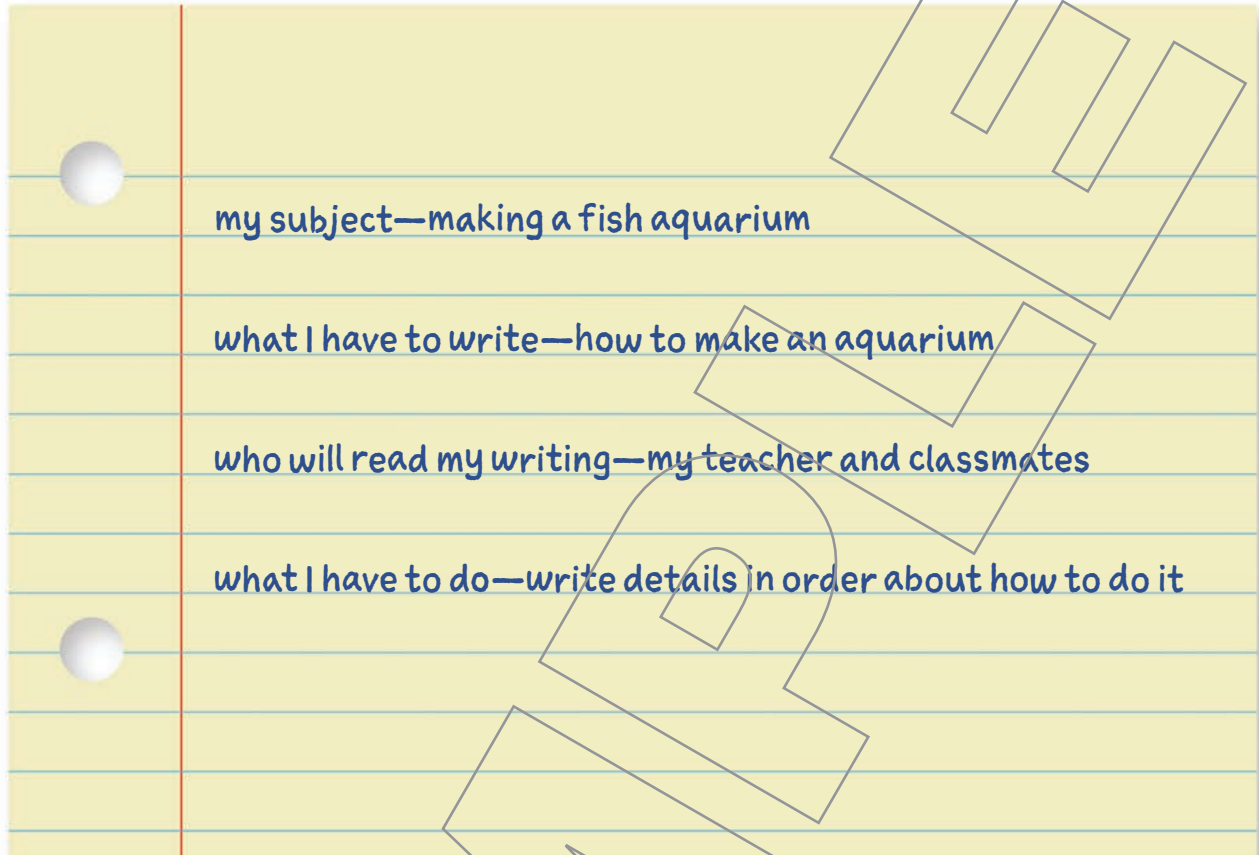 my subject—making a fish aquarium
what I have to write—how to make an aquarium
who will read my writing—my teacher and classmates
what I have to do—write details in order about how to do it